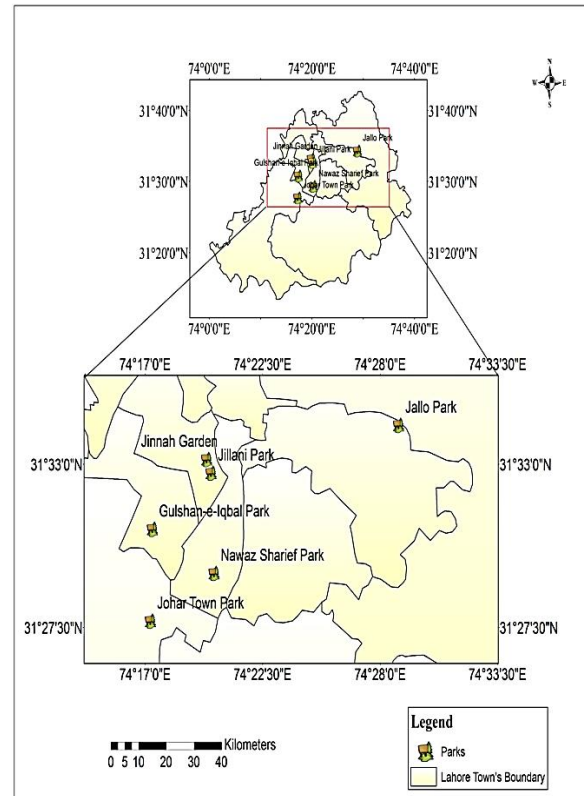 N
W E
S
74°0'0"E 74°20'0"E 74°40'0"E
31°40'0"N 31°40'0"N
Jallo Park
Jinnah Garden Jillani Park
Gulshan-e-Iqbal Park
31°30'0"N Nawaz Sharief Park 31°30'0"N
Johar Town Park
31°20'0"N 31°20'0"N
74°0'0"E 74°20'0"E 74°40'0"E
74°17'0"E 74°22'30"E 74°28'0"E 74°33'30"E
Jallo Park
Jinnah Garden
31°33'0"N Jillani Park 31°33'0"N
Gulshan-e-Iqbal Park
Nawaz Sharief Park
Johar Town Park
31°27'30"N 31°27'30"N
74°17'0"E 74°22'30"E 74°28'0"E 74°33'30"E
Legend
Parks
Lahore Town's Boundary
Kilometers
0 5 10 20 30 40